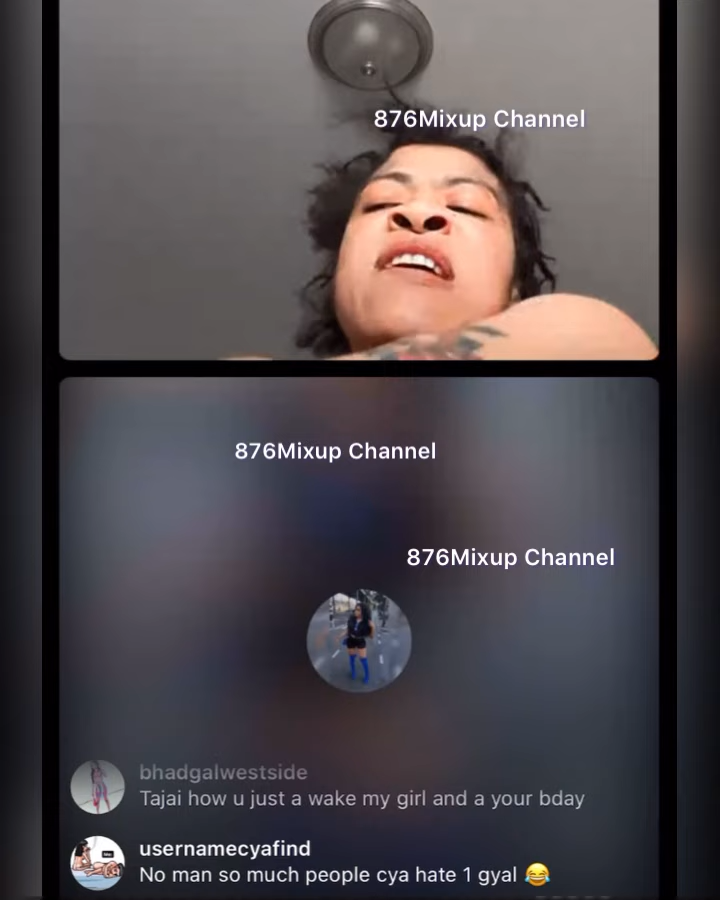 876Mixup Channel
876Mixup Channel
876Mixup Channel
bhadgalwestside
Tajai how u just a wake my girl and a your bday
usernamecyafind
No man so much people cya hate 1 gyal 😂